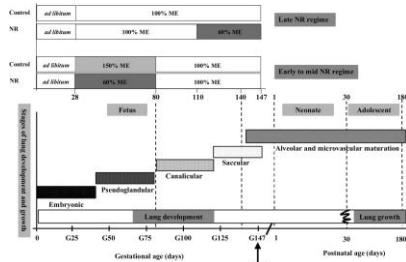 Control
ad libitum
100% ME
Late NR regime
NR
ad libitum
100% ME
60% ME
Control
ad libitum
150% ME
100% ME
Early to mid NR regime
NR
ad libitum
60% ME
100% ME
28
80
110
140
147
1
30
180
Fetus
Neonate
Adolescent
Stages of lung development and growth
Alveolar and microvascular maturation
Saccular
Canalicular
Pseudoglandular
Embryonic
Lung development
Lung growth
0
G25
G50
G75
G100
G125
G147
1
30
180
Gestational age (days)
Postnatal age (days)